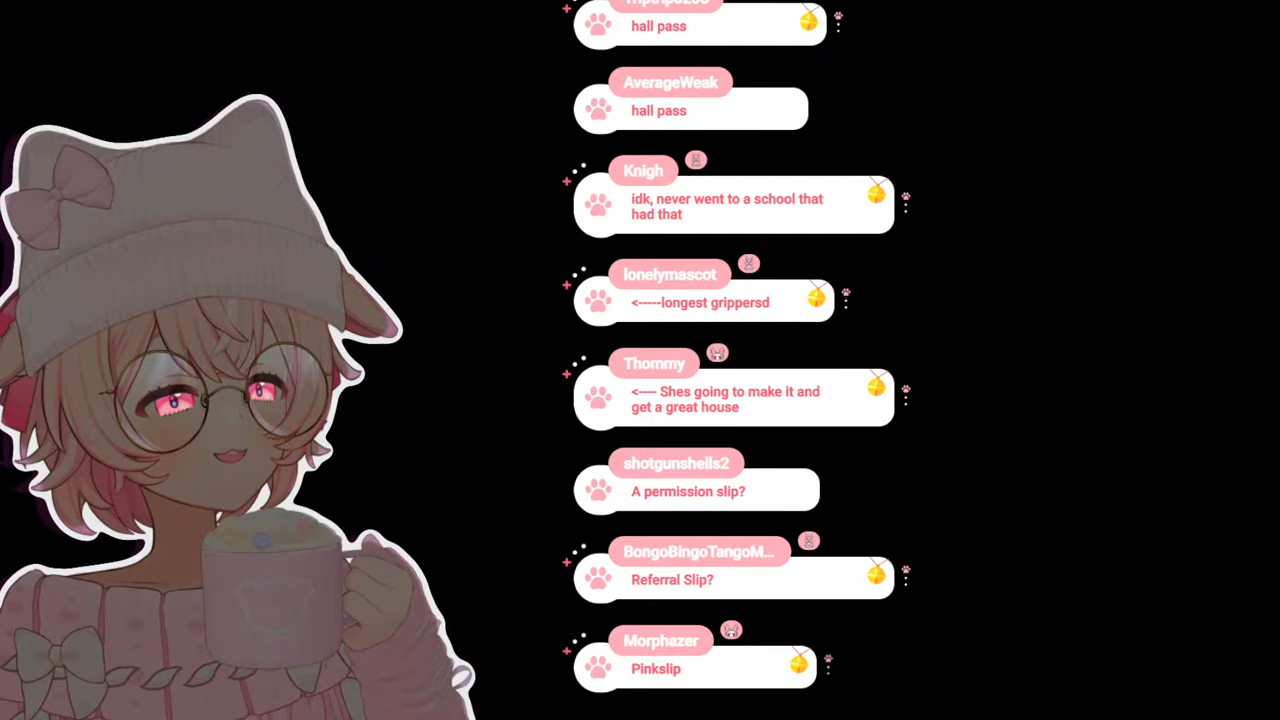 hall pass
AverageWeak
hall pass
Knigh
idk, never went to a school that
had that
lonelymascot
<-----longest grippersd
Thommy
<---- Shes going to make it and
get a great house
shotgunshells2
A permission slip?
BongoBingoTangoM...
Referral Slip?
Morphazer
Pinkslip